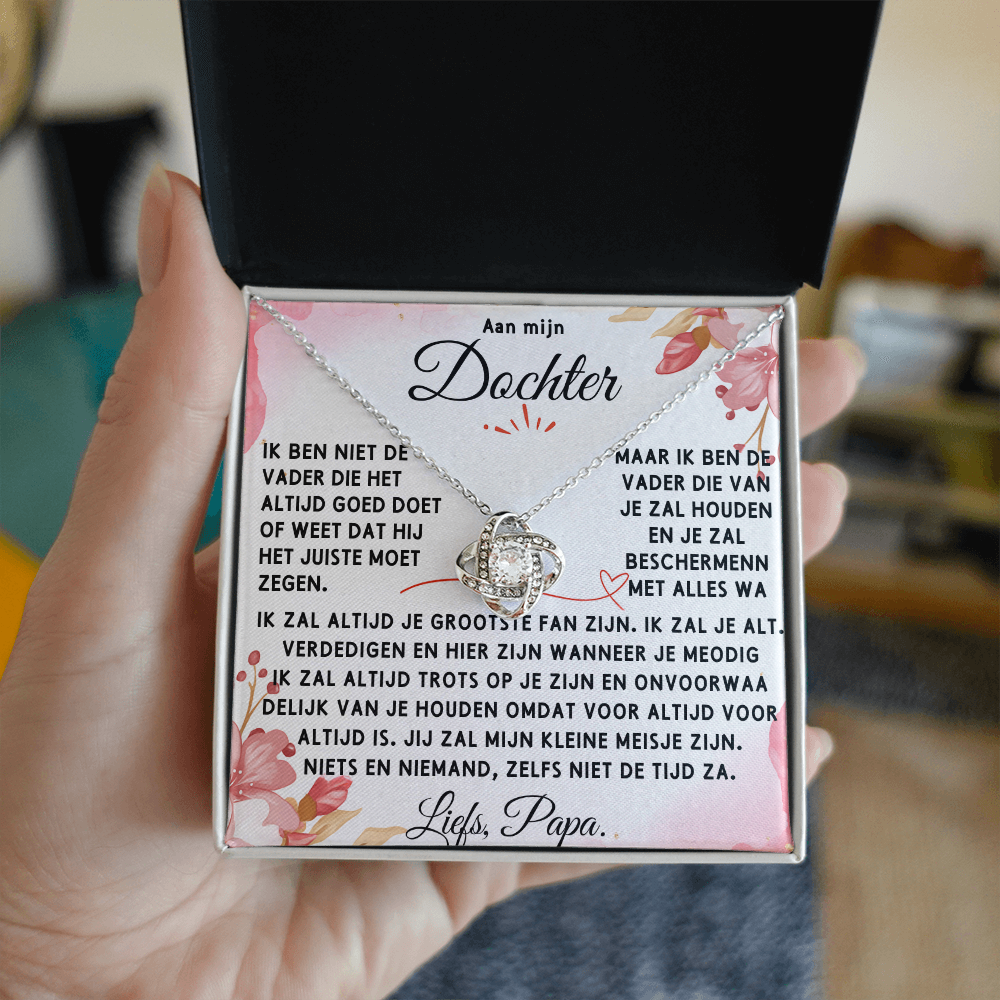 Aan mijn
Dochter
IK BEN NIET DE
VADER DIE HET
ALTIJD GOED DOET
OF WEET DAT HIJ
HET JUISTE MOET
ZEGEN.
MAAR IK BEN DE
VADER DIE VAN
JE ZAL HOUDEN
EN JE ZAL
BESCHERMENN
MET ALLES WA
IK ZAL ALTIJD JE GROOTSTE FAN ZIJN. IK ZAL JE ALT.
VERDEDIGEN EN HIER ZIJN WANNEER JE MEODIG
IK ZAL ALTIJD TROTS OP JE ZIJN EN ONVOORWAA
DELIJK VAN JE HOUDEN OMDAT VOOR ALTIJD VOOR
ALTIJD IS. JIJ ZAL MIJN KLEINE MEISJE ZIJN.
NIETS EN NIEMAND, ZELFS NIET DE TIJD ZA.
Liefs, Papa.